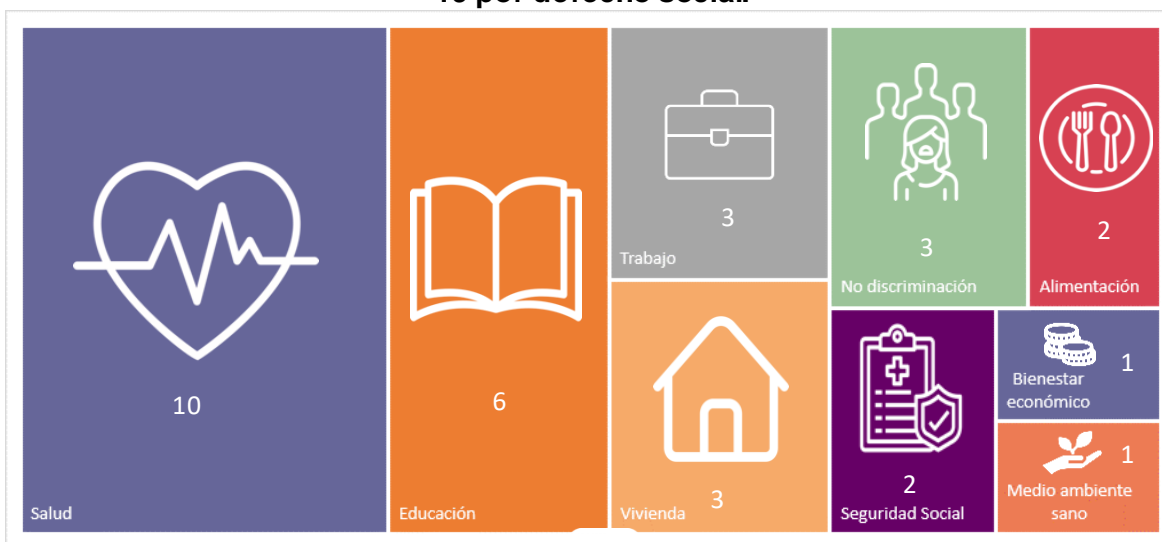 10
Salud
6
Educación
3
Trabajo
3
Vivienda
3
No discriminación
2
Alimentación
2
Seguridad Social
1
Bienestar
económico
1
Medio ambiente
sano